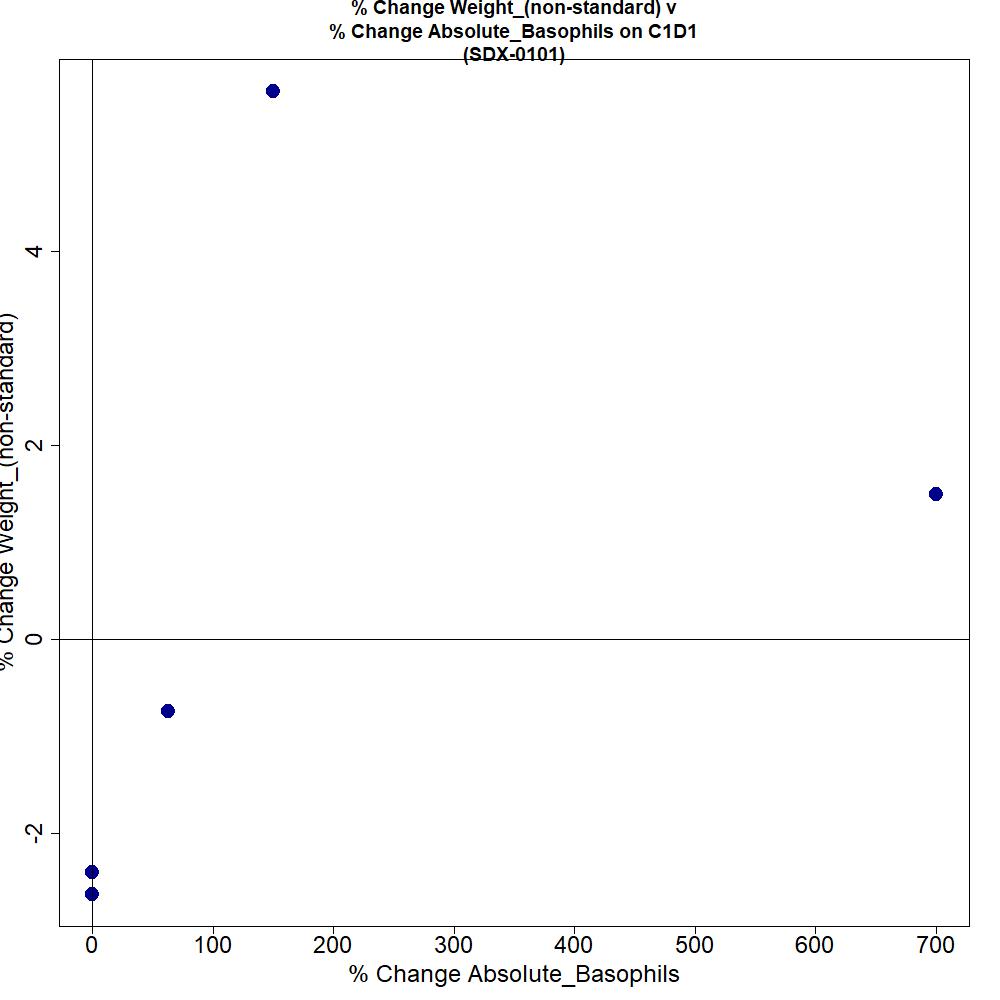 % Change Weight_(non-standard) v
% Change Absolute_Basophils on C1D1
(SDX-0101)
% Change Weight_(non-standard)
4
2
0
-2
0 100 200 300 400 500 600 700
% Change Absolute_Basophils